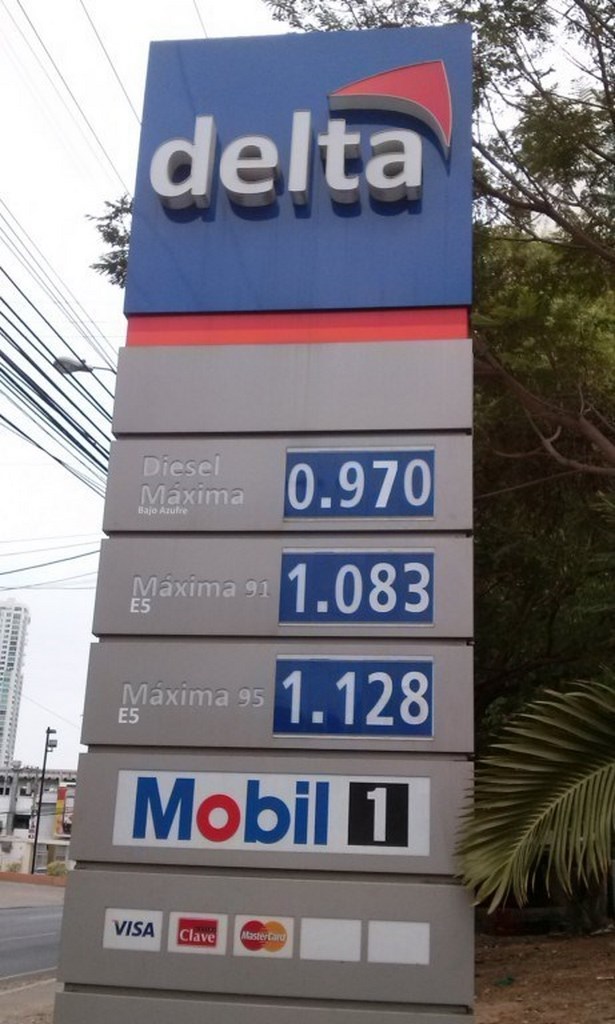 delta
Diesel
Máxima
Bajo Azufre
0.970
Máxima 91
E5
1.083
Máxima 95
E5
1.128
Mobil 1
VISA
Clave
MasterCard